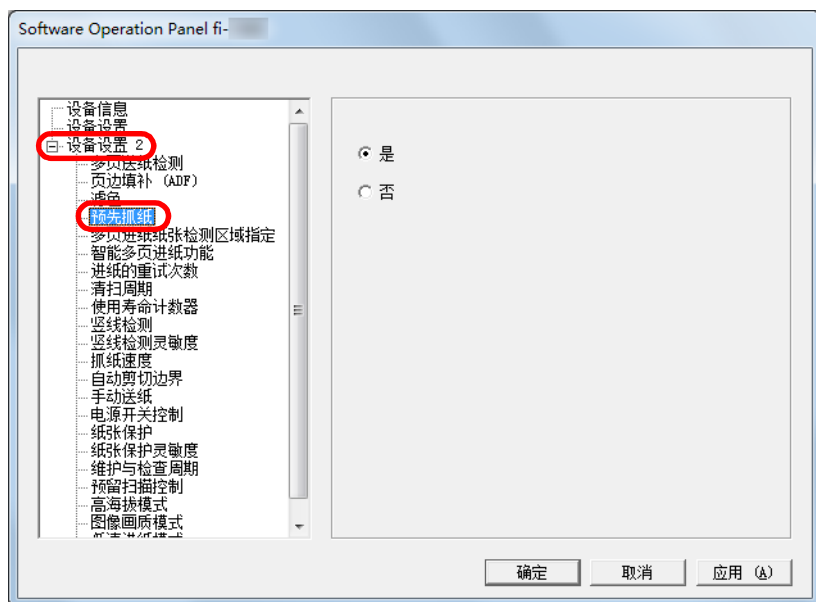 Software Operation Panel fi-
设备信息
设备设置
设备设置 2
多页送纸检测
页边填补 (ADF)
滤色
预先抓纸
多页进纸纸张检测区域指定
智能多页进纸功能
进纸的重试次数
清扫周期
使用寿命计数器
竖线检测
竖线检测灵敏度
抓纸速度
自动剪切边界
手动送纸
电源开关控制
纸张保护
纸张保护灵敏度
维护与检查周期
预留扫描控制
高海拔模式
图像画质模式
低速进纸模式
是
否
确定
取消
应用 (A)